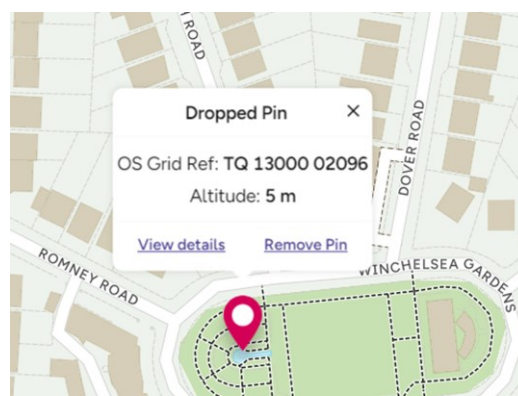 Y ROAD
Dropped Pin ×
OS Grid Ref: TQ 13000 02096
Altitude: 5 m
View details Remove Pin
DOVER ROAD
ROMNEY ROAD
WINCHELSEA GARDENS